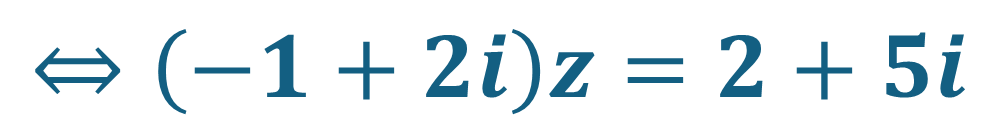 ⇔ (−1 + 2i)z = 2 + 5i